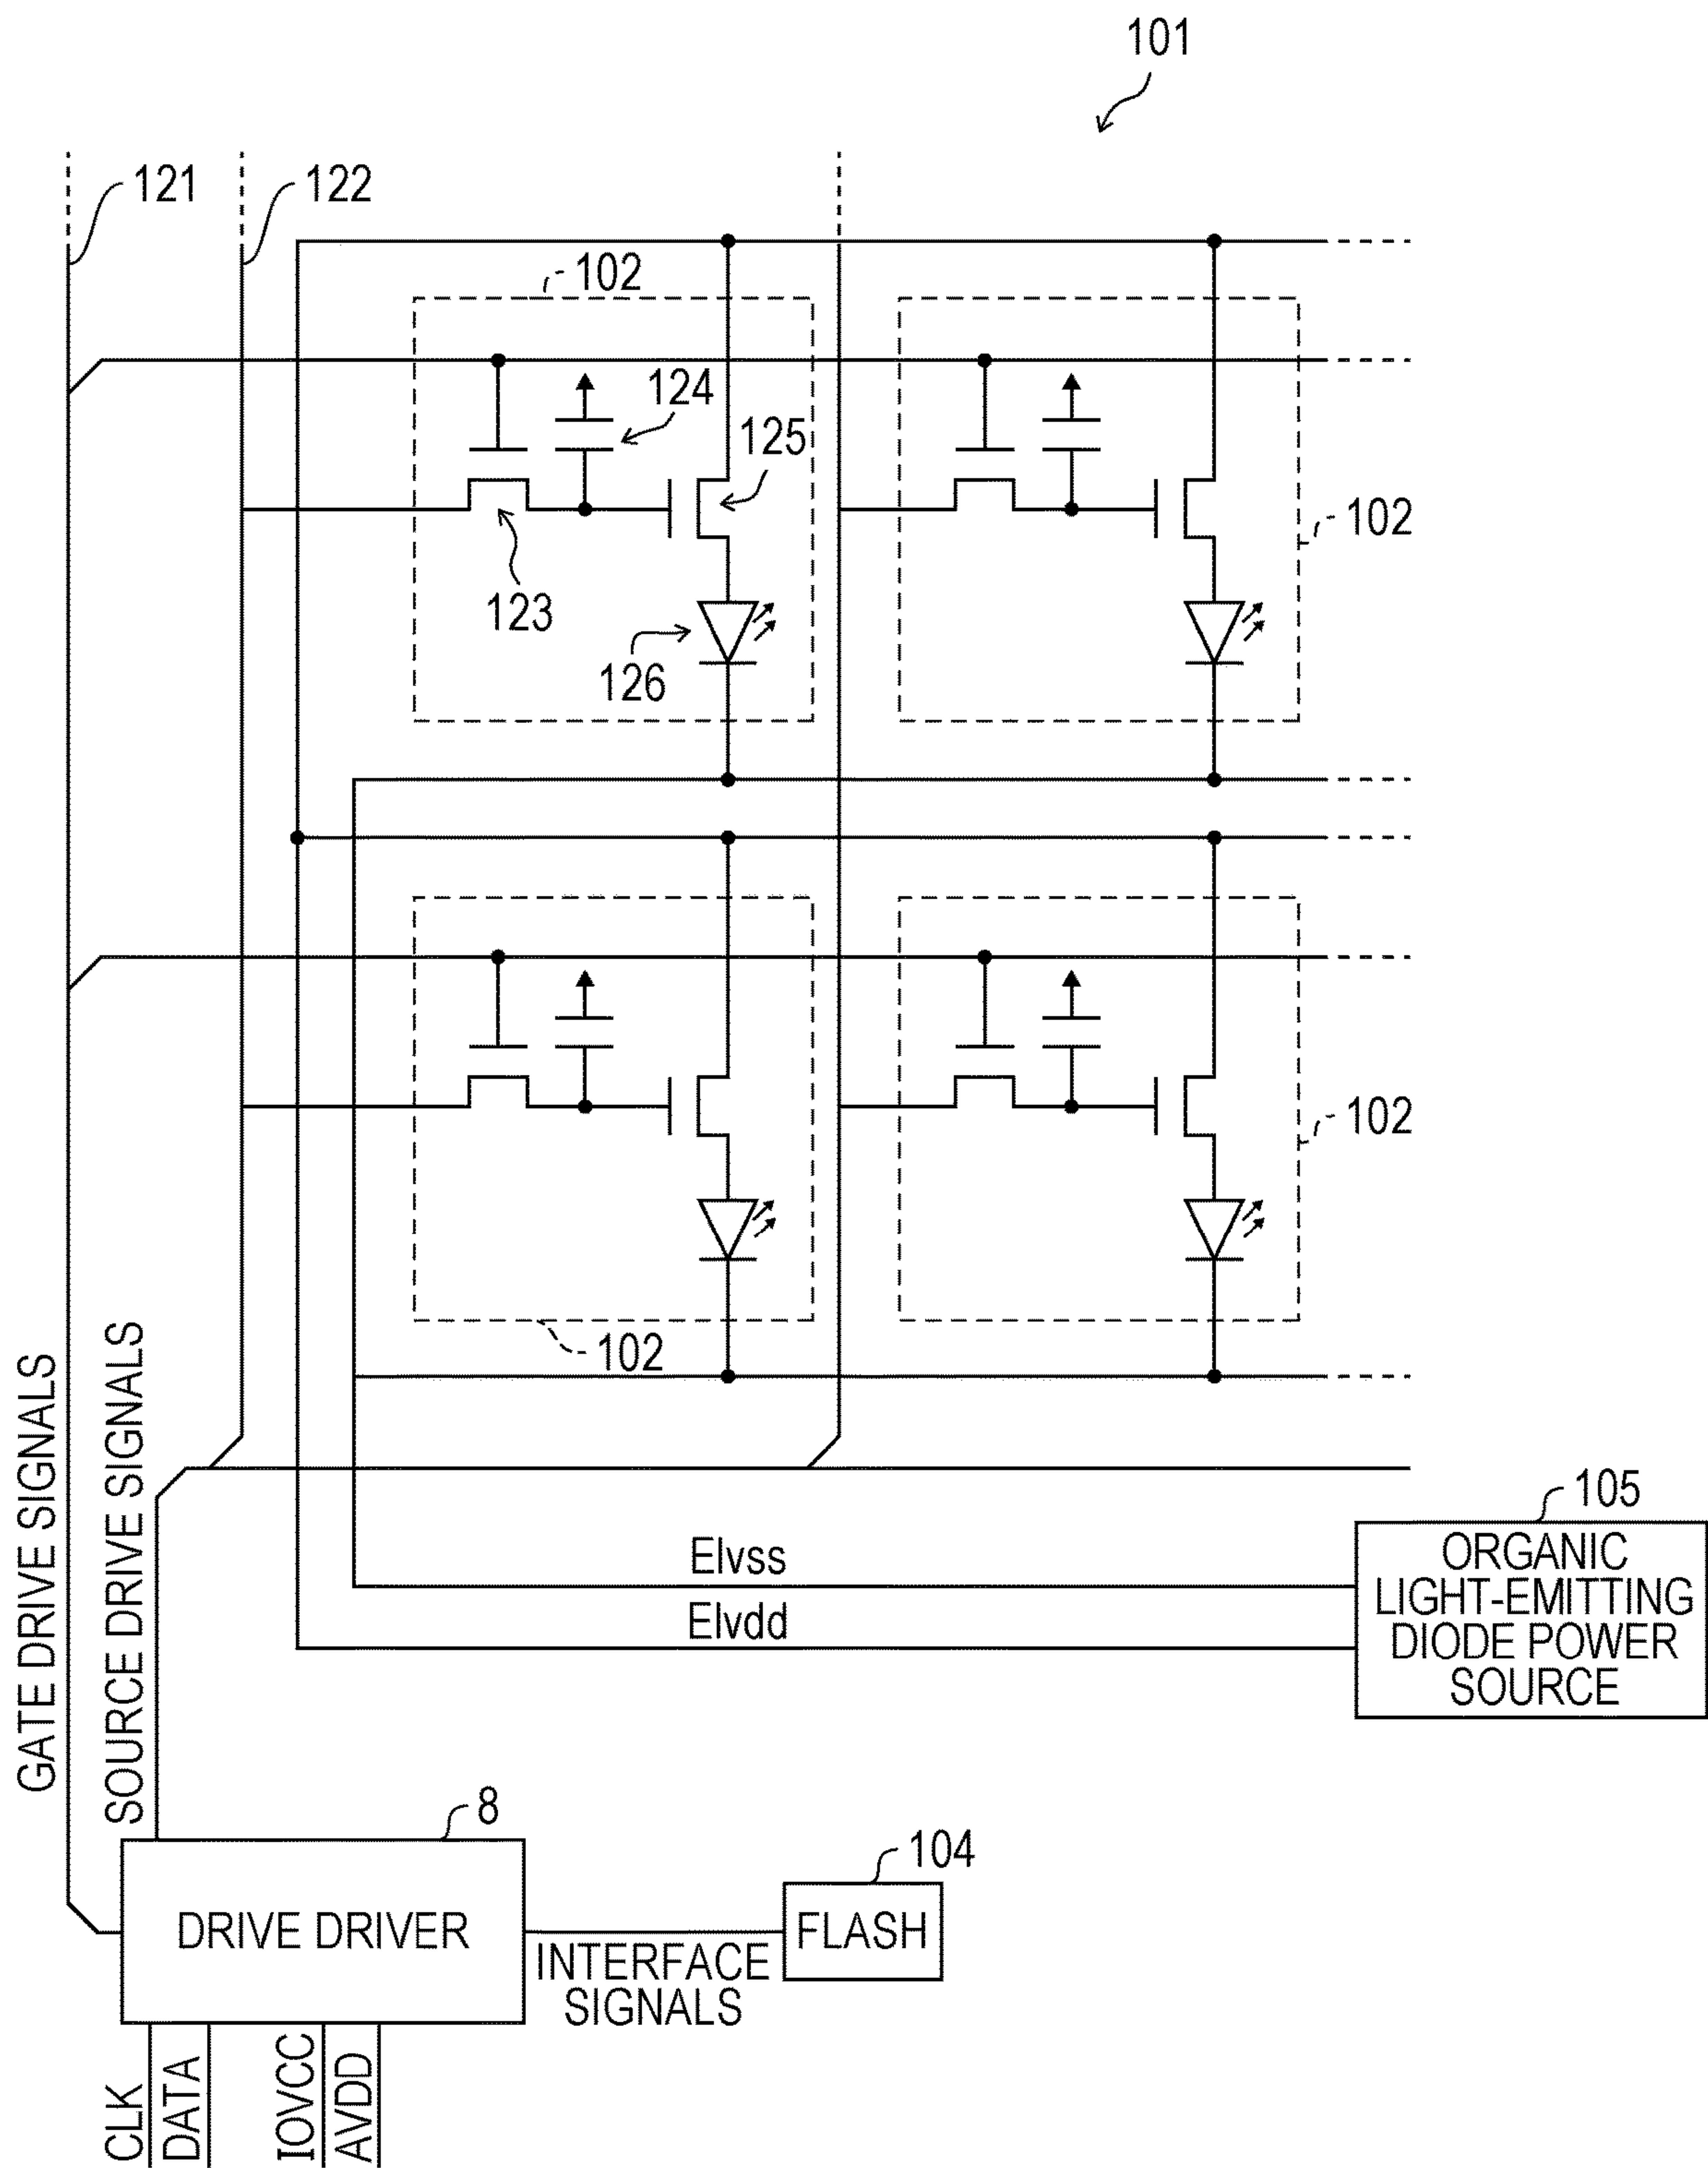 101
121
122
102
124
125
102
123
126
102
102
GATE DRIVE SIGNALS
SOURCE DRIVE SIGNALS
Elvss
Elvdd
105
ORGANIC
LIGHT-EMITTING
DIODE POWER
SOURCE
8
DRIVE DRIVER
104
FLASH
INTERFACE
SIGNALS
CLK
DATA
IOVCC
AVDD